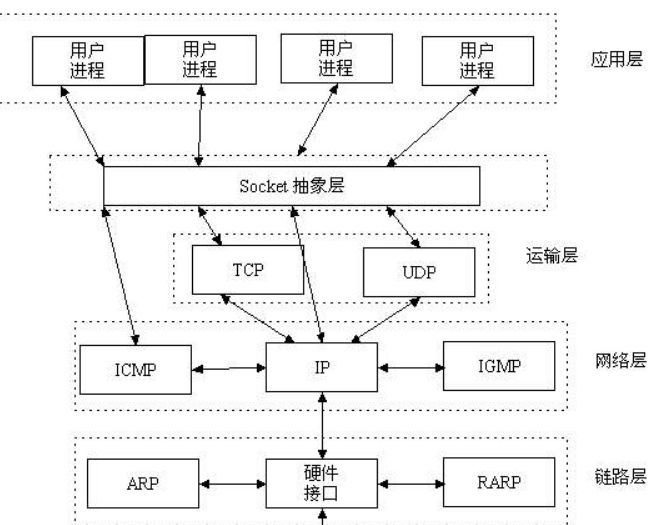 用户
进程
用户
进程
用户
进程
用户
进程
应用层
Socket 抽象层
TCP
UDP
运输层
ICMP
IP
IGMP
网络层
ARP
硬件
接口
RARP
链路层